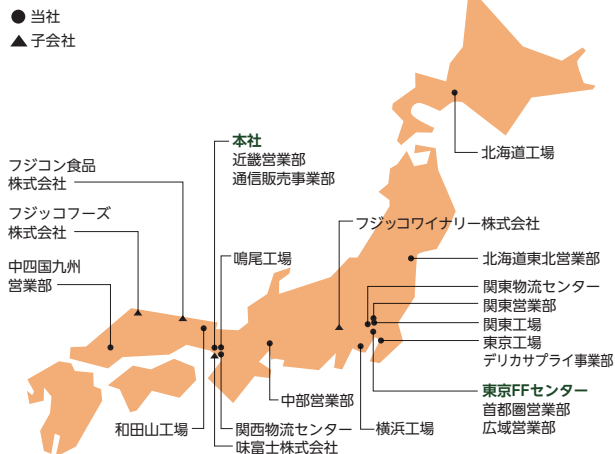 ● 当社
▲ 子会社
本社
近畿営業部
通信販売事業部
北海道工場
フジコン食品
株式会社
フジッコフーズ
株式会社
フジッコワイナリー株式会社
中四国九州
営業部
鳴尾工場
北海道東北営業部
関東物流センター
関東営業部
関東工場
東京工場
デリカサプライ事業部
東京FFセンター
首都圏営業部
広域営業部
中部営業部
和田山工場
関西物流センター
味富士株式会社
横浜工場